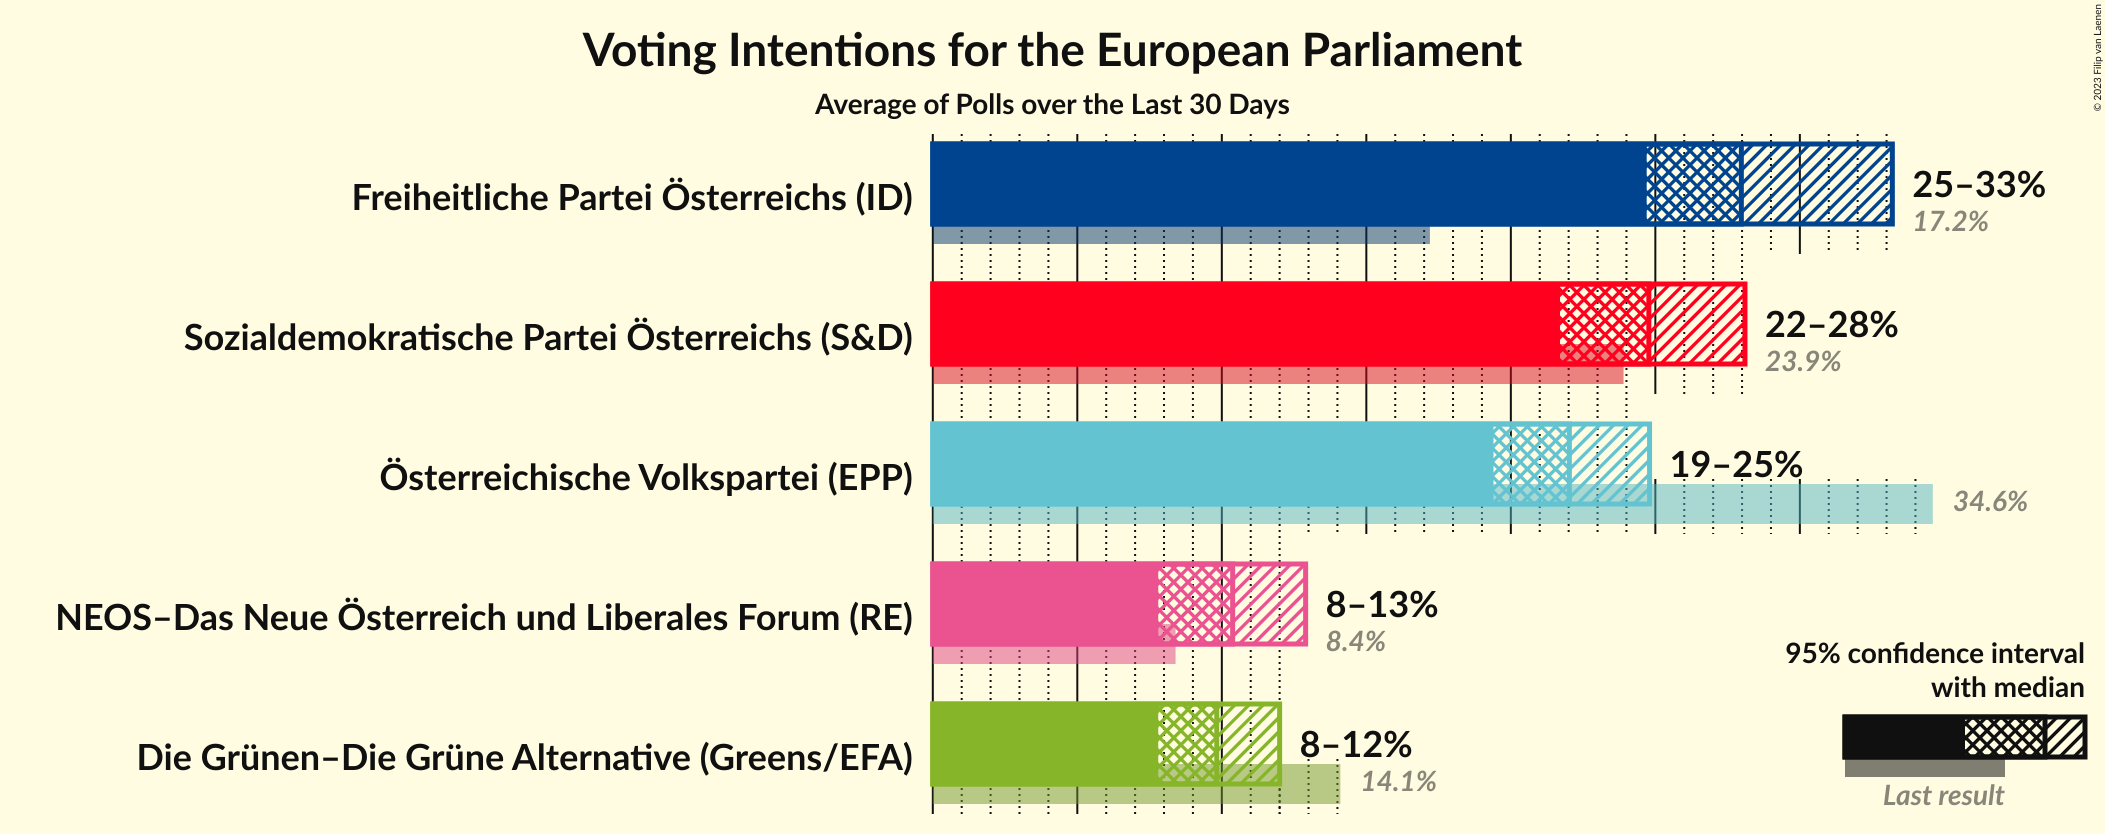 Voting Intentions for the European Parliament
Average of Polls over the Last 30 Days
© 2023 Filip van Laenen
Freiheitliche Partei Österreichs (ID)
25–33%
17.2%
Sozialdemokratische Partei Österreichs (S&D)
22–28%
23.9%
Österreichische Volkspartei (EPP)
19–25%
34.6%
NEOS–Das Neue Österreich und Liberales Forum (RE)
8–13%
8.4%
Die Grünen–Die Grüne Alternative (Greens/EFA)
8–12%
14.1%
95% confidence interval
with median
Last result